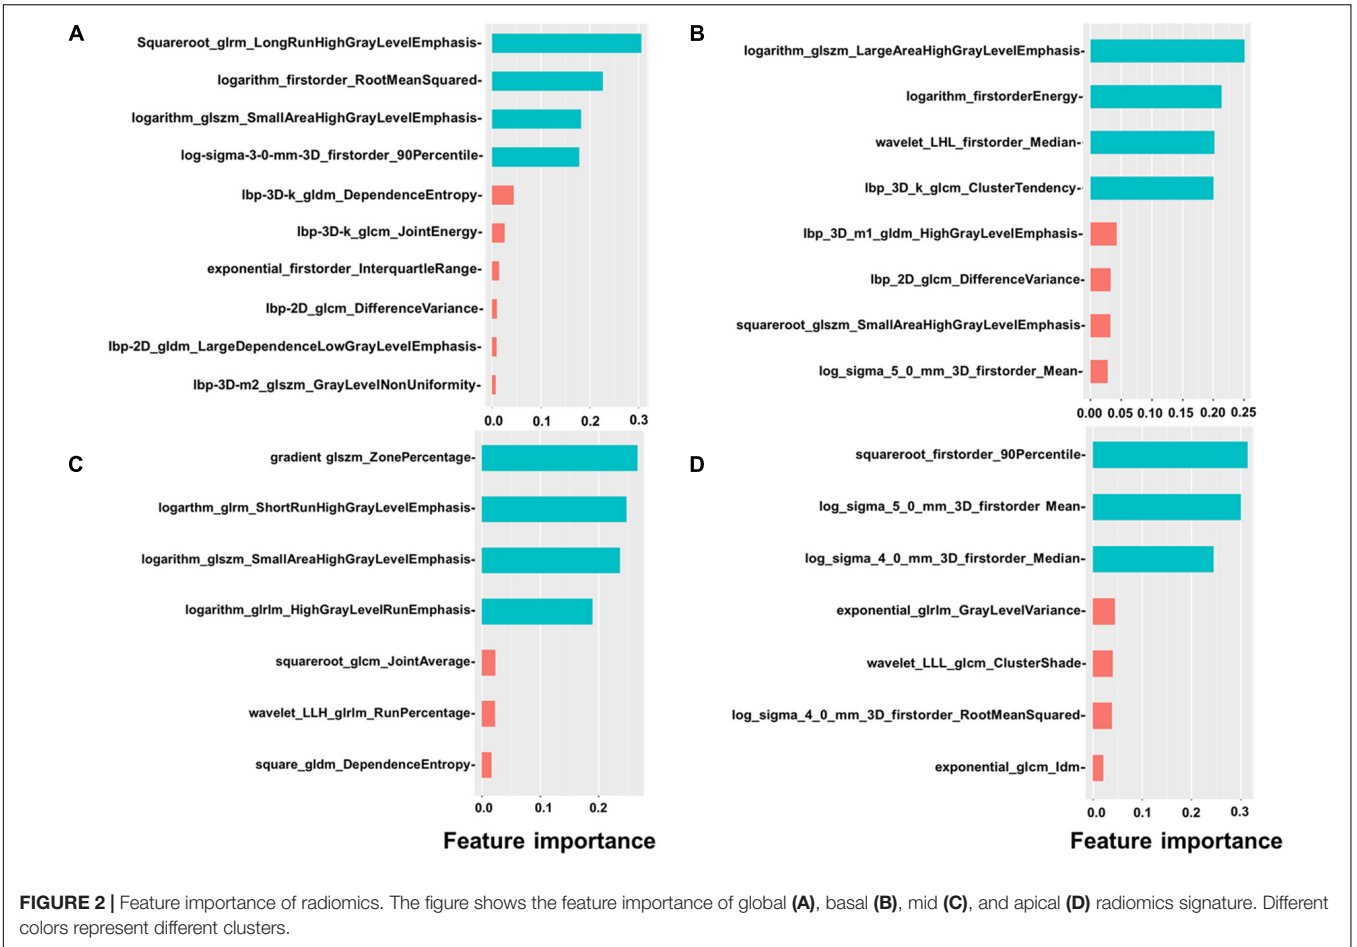 A
Squareroot_glrm_LongRunHighGrayLevelEmphasis-
logarithm_firstorder_RootMeanSquared-
logarithm_glszm_SmallAreaHighGrayLevelEmphasis-
log-sigma-3-0-mm-3D_firstorder_90Percentile-
lbp-3D-k_gldm_DependenceEntropy-
lbp-3D-k_glcm_JointEnergy-
exponential_firstorder_InterquartleRange-
lbp-2D_glcm_DifferenceVariance-
lbp-2D_gldm_LargeDependenceLowGrayLevelEmphasis-
lbp-3D-m2_glszm_GrayLevelNonUniformity-
0.0 0.1 0.2 0.3
B
logarithm_glszm_LargeAreaHighGrayLevelEmphasis-
logarithm_firstorderEnergy-
wavelet_LHL_firstorder_Median-
lbp_3D_k_glcm_ClusterTendency-
lbp_3D_m1_gldm_HighGrayLevelEmphasis-
lbp_2D_glcm_DifferenceVariance-
squareroot_glszm_SmallAreaHighGrayLevelEmphasis-
log_sigma_5_0_mm_3D_firstorder_Mean-
0.00 0.05 0.10 0.15 0.20 0.25
C
gradient glszm_ZonePercentage-
logarthm_glrm_ShortRunHighGrayLevelEmphasis-
logarithm_glszm_SmallAreaHighGrayLevelEmphasis-
logarithm_glrlm_HighGrayLevelRunEmphasis-
squareroot_glcm_JointAverage-
wavelet_LLH_glrlm_RunPercentage-
square_gldm_DependenceEntropy-
0.0 0.1 0.2
Feature importance
D
squareroot_firstorder_90Percentile-
log_sigma_5_0_mm_3D_firstorder Mean-
log_sigma_4_0_mm_3D_firstorder_Median-
exponential_glrlm_GrayLevelVariance-
wavelet_LLL_glcm_ClusterShade-
log_sigma_4_0_mm_3D_firstorder_RootMeanSquared-
exponential_glcm_Idm-
0.0 0.1 0.2 0.3
Feature importance
FIGURE 2 | Feature importance of radiomics. The figure shows the feature importance of global (A), basal (B), mid (C), and apical (D) radiomics signature. Different
colors represent different clusters.